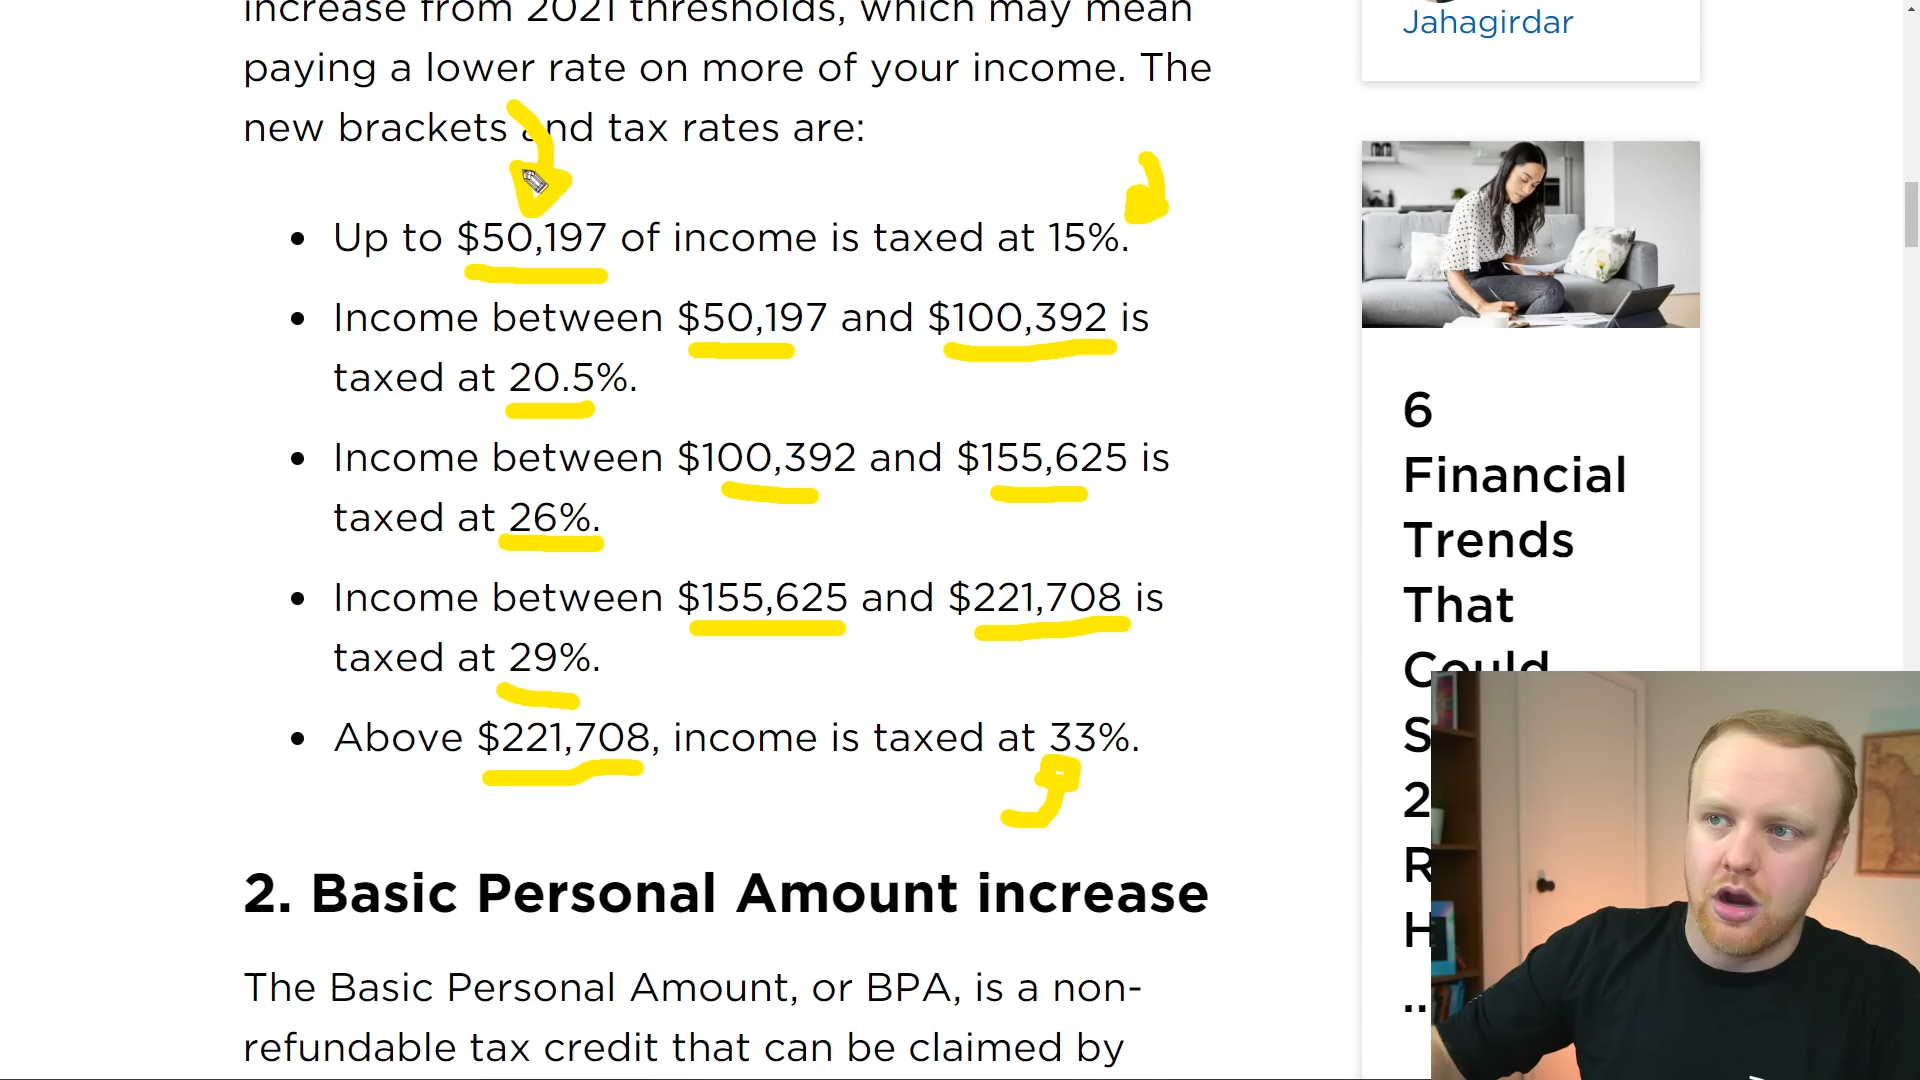 increase from 2021 thresholds, which may mean
paying a lower rate on more of your income. The
new brackets and tax rates are:
• Up to $50,197 of income is taxed at 15%.
• Income between $50,197 and $100,392 is
taxed at 20.5%.
• Income between $100,392 and $155,625 is
taxed at 26%.
• Income between $155,625 and $221,708 is
taxed at 29%.
• Above $221,708, income is taxed at 33%.
2. Basic Personal Amount increase
The Basic Personal Amount, or BPA, is a non-
refundable tax credit that can be claimed by
Jahagirdar
6
Financial
Trends
That
Could
S
2
R
H
...